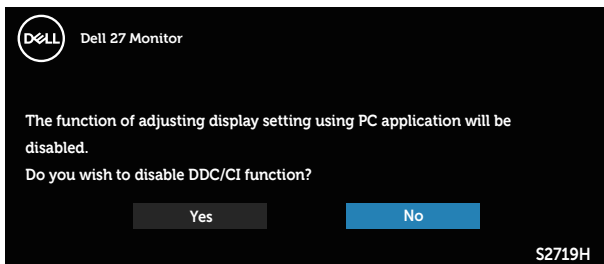 DELL
Dell 27 Monitor
The function of adjusting display setting using PC application will be
disabled.
Do you wish to disable DDC/CI function?
Yes
No
S2719H